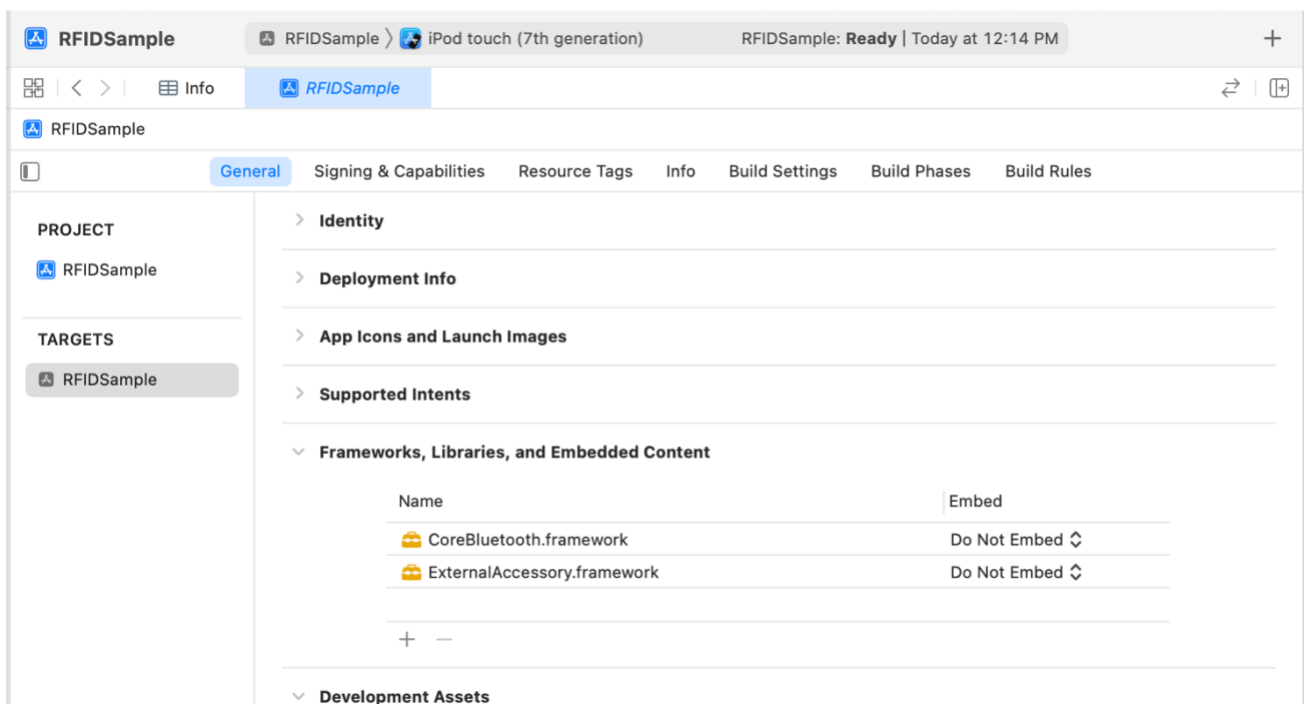 RFIDSample RFIDSample 〉 iPod touch (7th generation) RFIDSample: Ready | Today at 12:14 PM
Info RFIDSample
RFIDSample
General Signing & Capabilities Resource Tags Info Build Settings Build Phases Build Rules
PROJECT
RFIDSample
TARGETS
RFIDSample
Identity
Deployment Info
App Icons and Launch Images
Supported Intents
Frameworks, Libraries, and Embedded Content
Name Embed
CoreBluetooth.framework Do Not Embed
ExternalAccessory.framework Do Not Embed
Development Assets